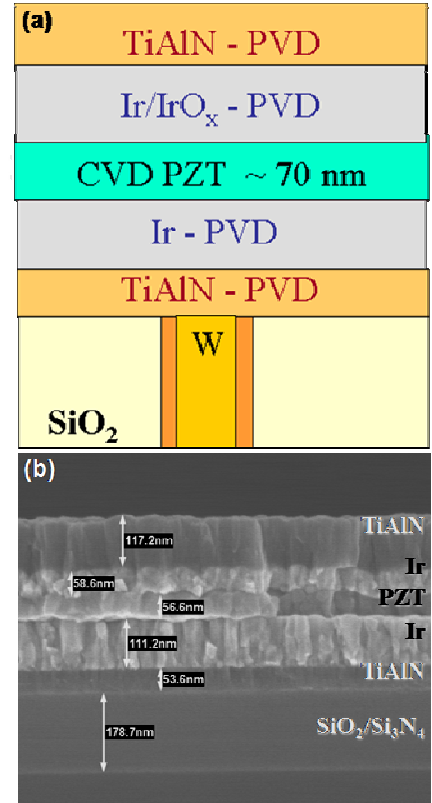 (a)
TiAlN - PVD
Ir/IrOₓ - PVD
CVD PZT ~ 70 nm
Ir - PVD
TiAlN - PVD
W
SiO₂
(b)
TiAlN
117.2nm
Ir
58.6nm
PZT
56.6nm
Ir
111.2nm
TiAlN
53.6nm
SiO₂/Si₃N₄
178.7nm